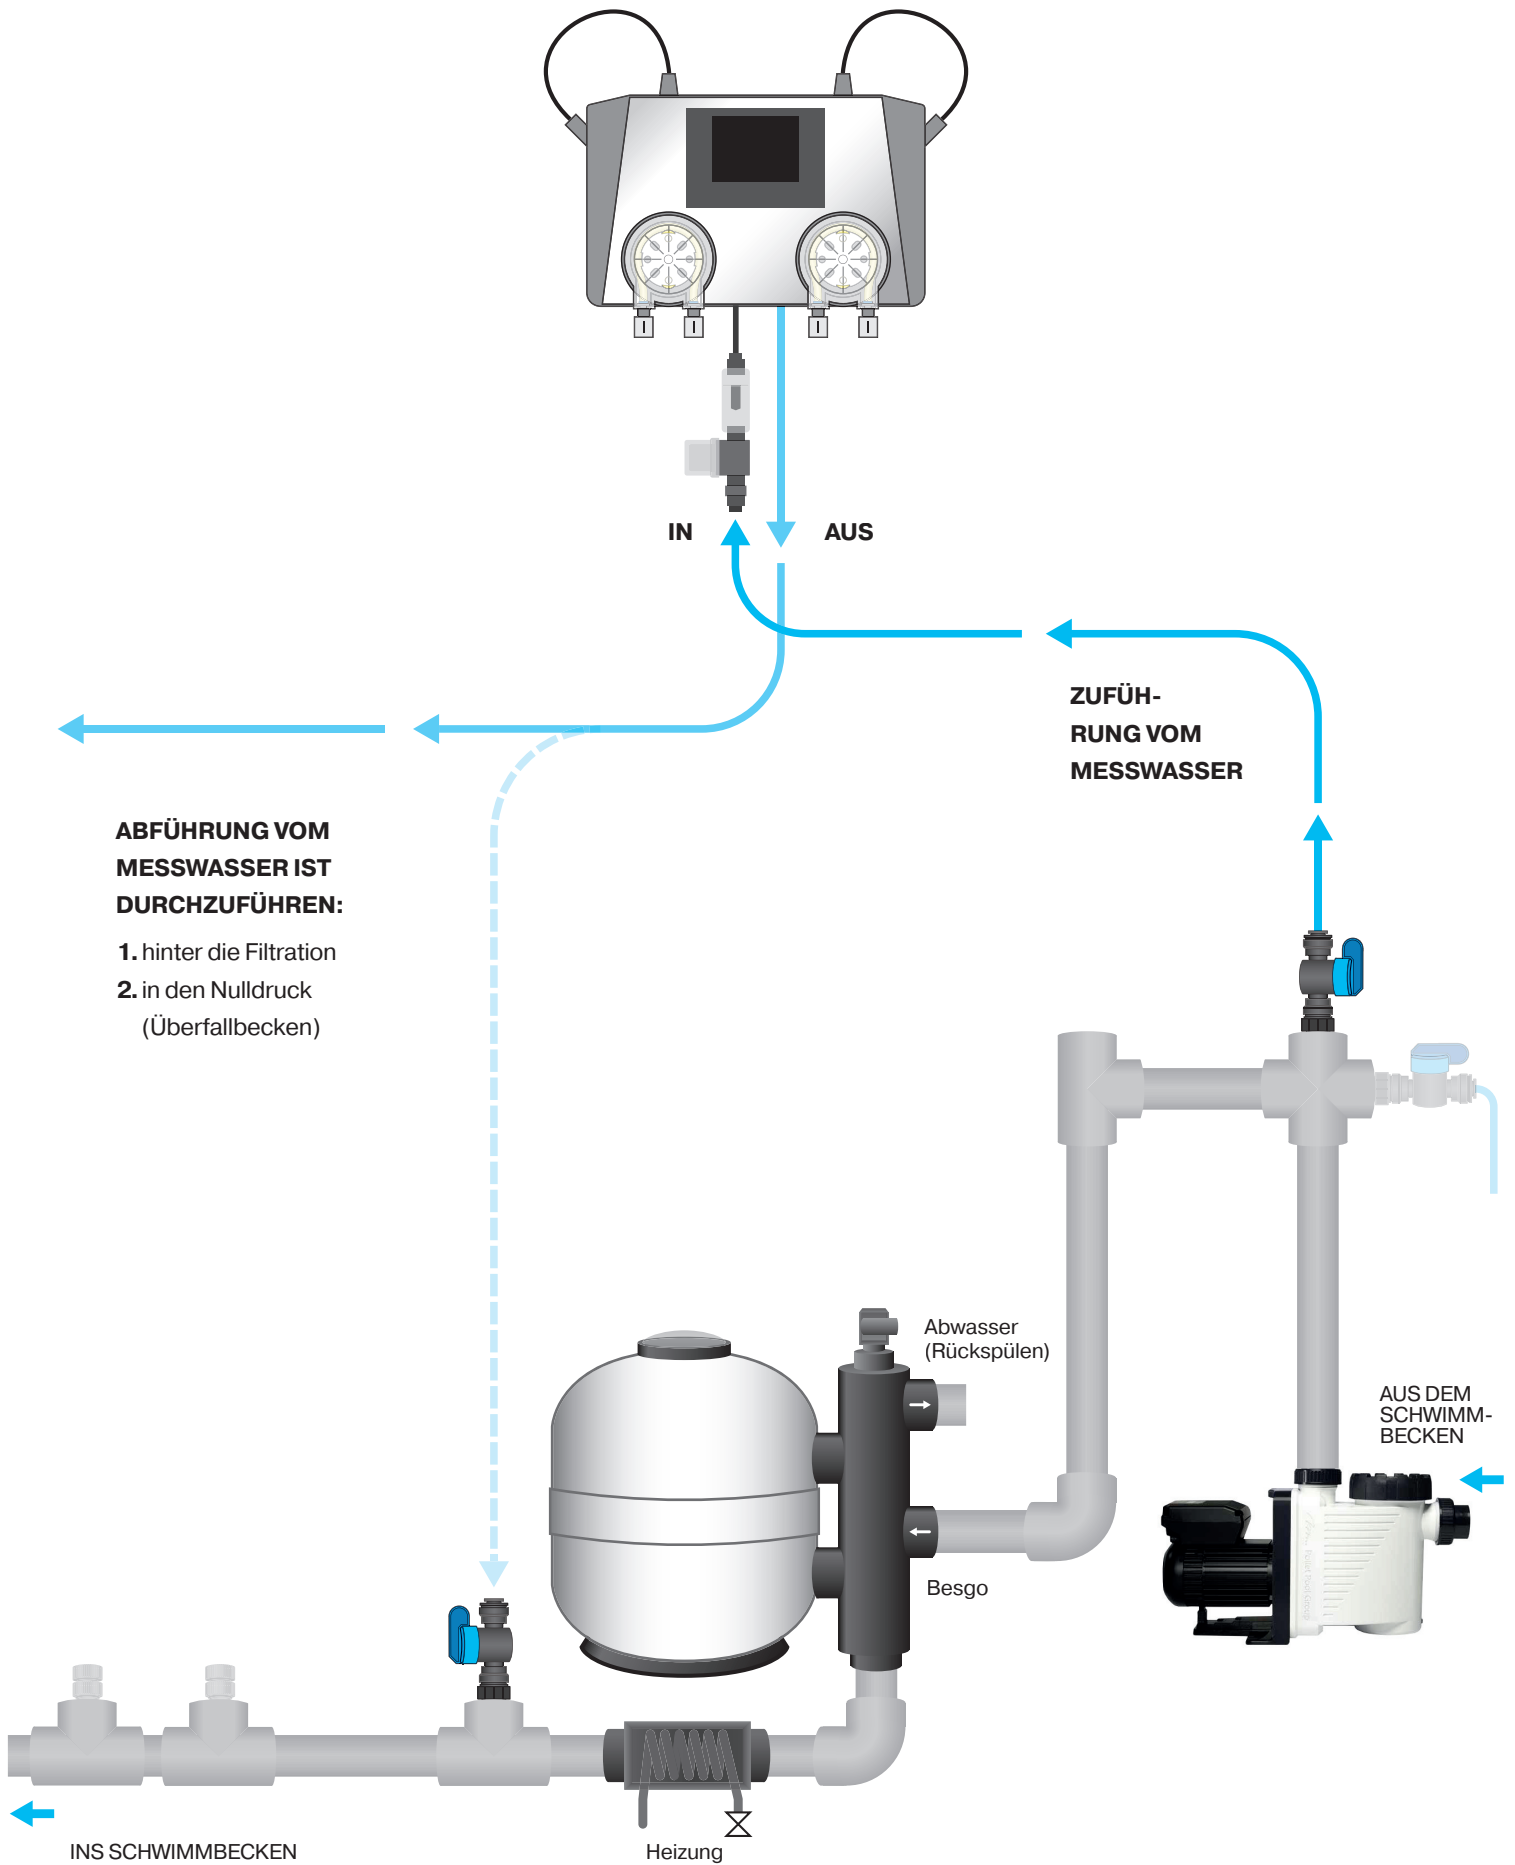 IN
AUS
ZUFÜH-
RUNG VOM
MESSWASSER
ABFÜHRUNG VOM
MESSWASSER IST
DURCHZUFÜHREN:
1. hinter die Filtration
2. in den Nulldruck
(Überfallbecken)
Abwasser
(Rückspülen)
AUS DEM
SCHWIMM-
BECKEN
Besgo
INS SCHWIMMBECKEN
Heizung